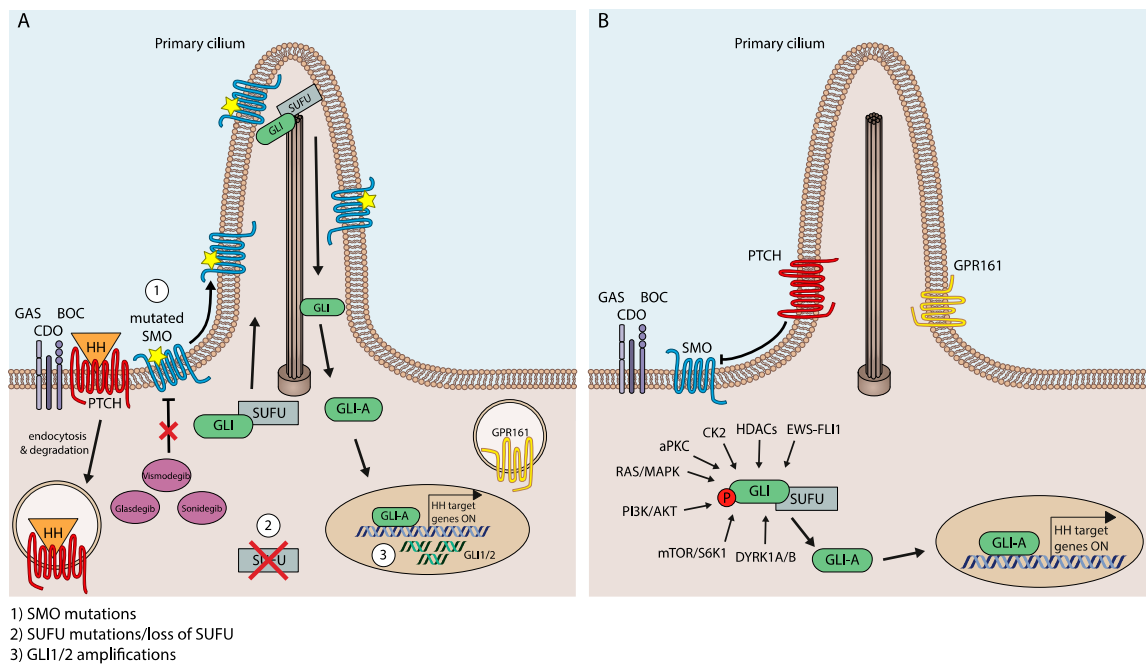 A
Primary cilium
SUFU
GLI
1
mutated
SMO
GAS
BOC
CDO
HH
PTCH
GLI
endocytosis
& degradation
SUFU
GLI
GLI-A
GPR161
Vismodegib
Glasdegib
Sonidegib
HH
2
SUFU
GLI-A
HH target
genes ON
3
GLI1/2
1) SMO mutations
2) SUFU mutations/loss of SUFU
3) GLI1/2 amplifications
B
Primary cilium
PTCH
GPR161
GAS
BOC
CDO
SMO
CK2
HDACs
EWS-FLI1
aPKC
RAS/MAPK
P
GLI
SUFU
PI3K/AKT
mTOR/S6K1
DYRK1A/B
GLI-A
GLI-A
HH target
genes ON